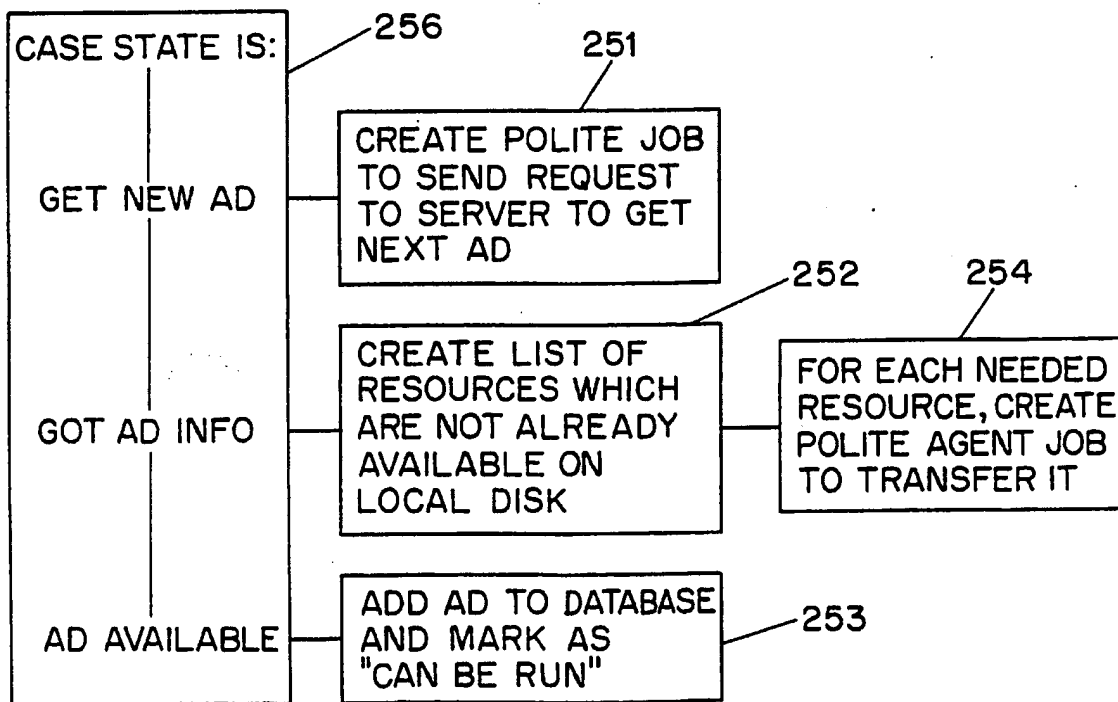 CASE STATE IS:
256
251
GET NEW AD
CREATE POLITE JOB
TO SEND REQUEST
TO SERVER TO GET
NEXT AD
252
254
GOT AD INFO
CREATE LIST OF
RESOURCES WHICH
ARE NOT ALREADY
AVAILABLE ON
LOCAL DISK
FOR EACH NEEDED
RESOURCE, CREATE
POLITE AGENT JOB
TO TRANSFER IT
AD AVAILABLE
ADD AD TO DATABASE
AND MARK AS
"CAN BE RUN"
253